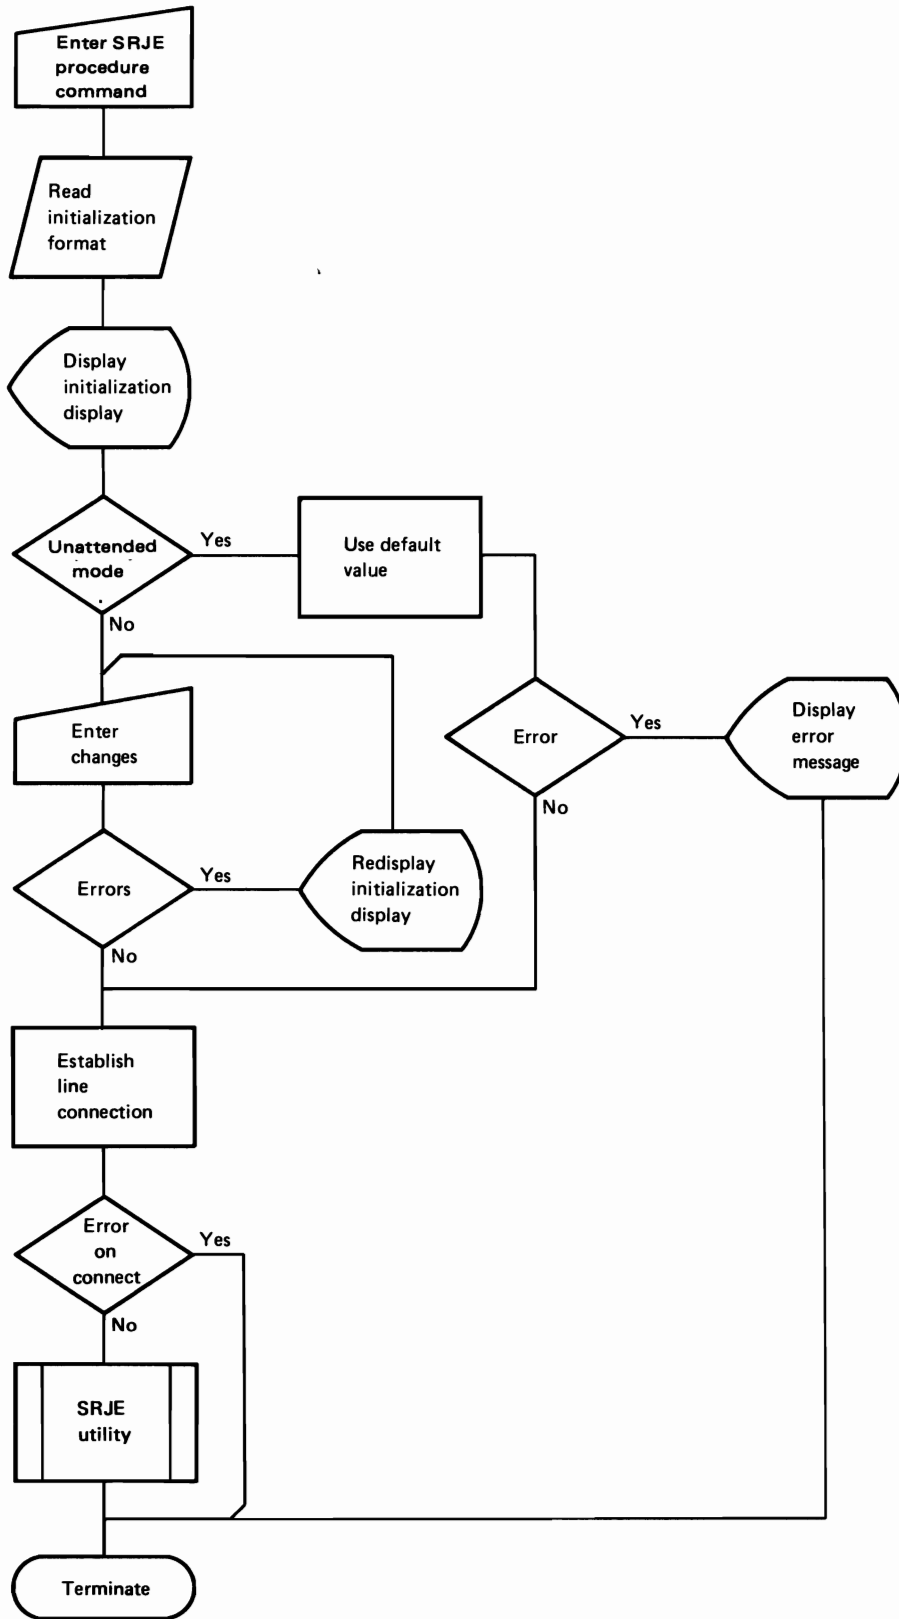 Enter SRJE
procedure
command
Read
initialization
format
Display
initialization
display
Unattended
mode
Yes
No
Use default
value
Error
Yes
No
Display
error
message
Enter
changes
Errors
Yes
No
Redisplay
initialization
display
Establish
line
connection
Error
on
connect
Yes
No
SRJE
utility
Terminate